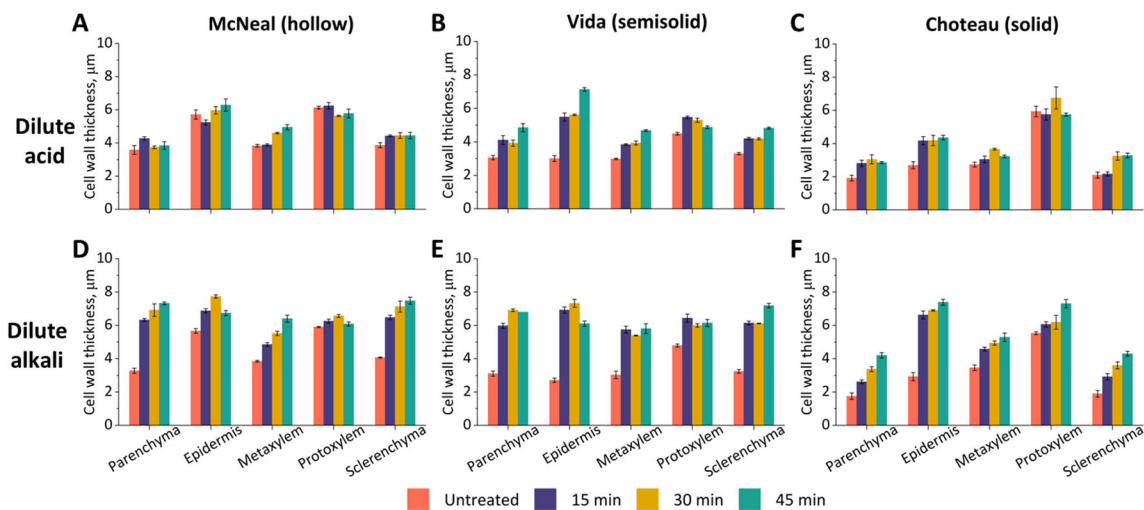 A McNeal (hollow) B Vida (semisolid) C Choteau (solid)
Dilute acid
Cell wall thickness, μm
10
8
6
4
2
0
Cell wall thickness, μm
10
8
6
4
2
0
Cell wall thickness, μm
10
8
6
4
2
0
D E F
Dilute alkali
Cell wall thickness, μm
10
8
6
4
2
0
Parenchyma Epidermis Metaxylem Protoxylem Sclerenchyma
Cell wall thickness, μm
10
8
6
4
2
0
Parenchyma Epidermis Metaxylem Protoxylem Sclerenchyma
Cell wall thickness, μm
10
8
6
4
2
0
Parenchyma Epidermis Metaxylem Protoxylem Sclerenchyma
Untreated 15 min 30 min 45 min